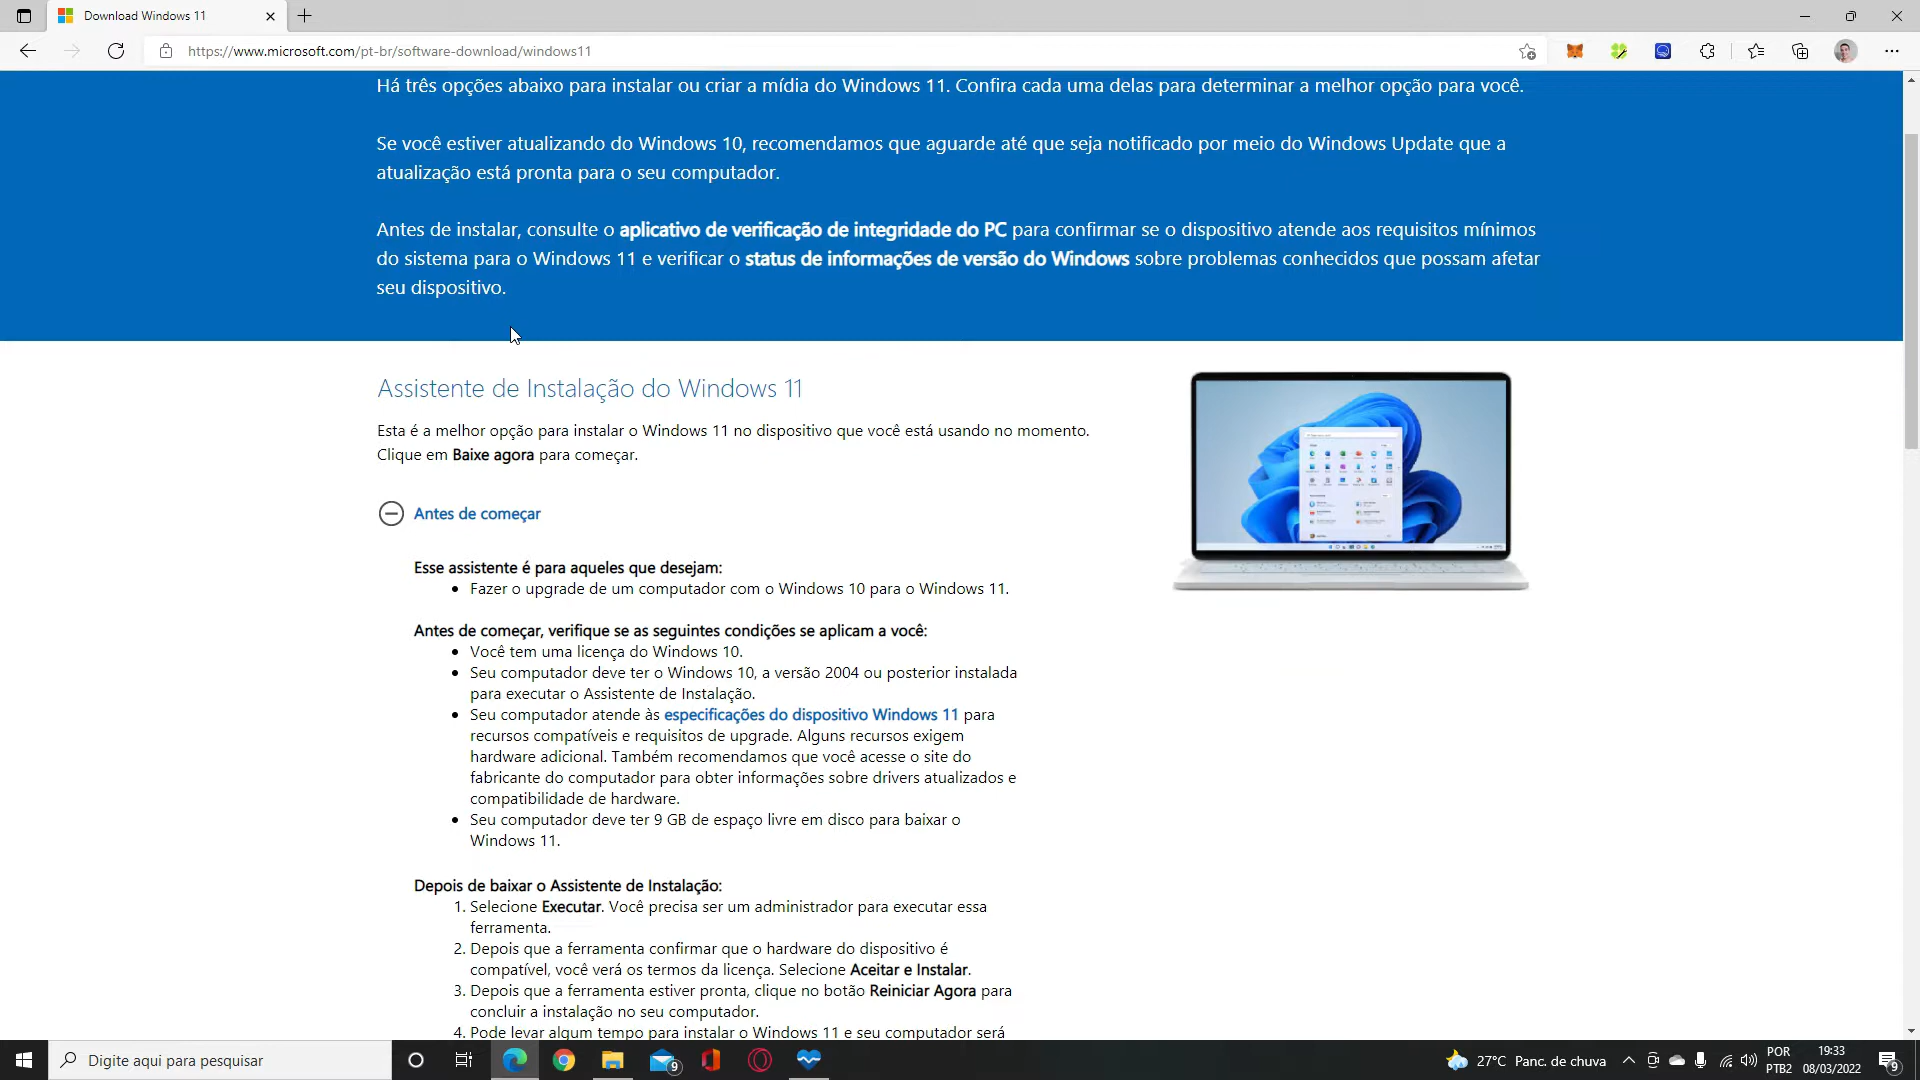 Download Windows 11
https://www.microsoft.com/pt-br/software-download/windows11
Há três opções abaixo para instalar ou criar a mídia do Windows 11. Confira cada uma delas para determinar a melhor opção para você.
Se você estiver atualizando do Windows 10, recomendamos que aguarde até que seja notificado por meio do Windows Update que a
atualização está pronta para o seu computador.
Antes de instalar, consulte o aplicativo de verificação de integridade do PC para confirmar se o dispositivo atende aos requisitos mínimos
do sistema para o Windows 11 e verificar o status de informações de versão do Windows sobre problemas conhecidos que possam afetar
seu dispositivo.
Assistente de Instalação do Windows 11
Esta é a melhor opção para instalar o Windows 11 no dispositivo que você está usando no momento.
Clique em Baixe agora para começar.
Antes de começar
Esse assistente é para aqueles que desejam:
• Fazer o upgrade de um computador com o Windows 10 para o Windows 11.
Antes de começar, verifique se as seguintes condições se aplicam a você:
• Você tem uma licença do Windows 10.
• Seu computador deve ter o Windows 10, a versão 2004 ou posterior instalada
para executar o Assistente de Instalação.
• Seu computador atende às especificações do dispositivo Windows 11 para
recursos compatíveis e requisitos de upgrade. Alguns recursos exigem
hardware adicional. Também recomendamos que você acesse o site do
fabricante do computador para obter informações sobre drivers atualizados e
compatibilidade de hardware.
• Seu computador deve ter 9 GB de espaço livre em disco para baixar o
Windows 11.
Depois de baixar o Assistente de Instalação:
1. Selecione Executar. Você precisa ser um administrador para executar essa
ferramenta.
2. Depois que a ferramenta confirmar que o hardware do dispositivo é
compatível, você verá os termos da licença. Selecione Aceitar e Instalar.
3. Depois que a ferramenta estiver pronta, clique no botão Reiniciar Agora para
concluir a instalação no seu computador.
4. Pode levar algum tempo para instalar o Windows 11 e seu computador será
Digite aqui para pesquisar
9
27°C Panc. de chuva
POR
PTB2
19:33
08/03/2022
9